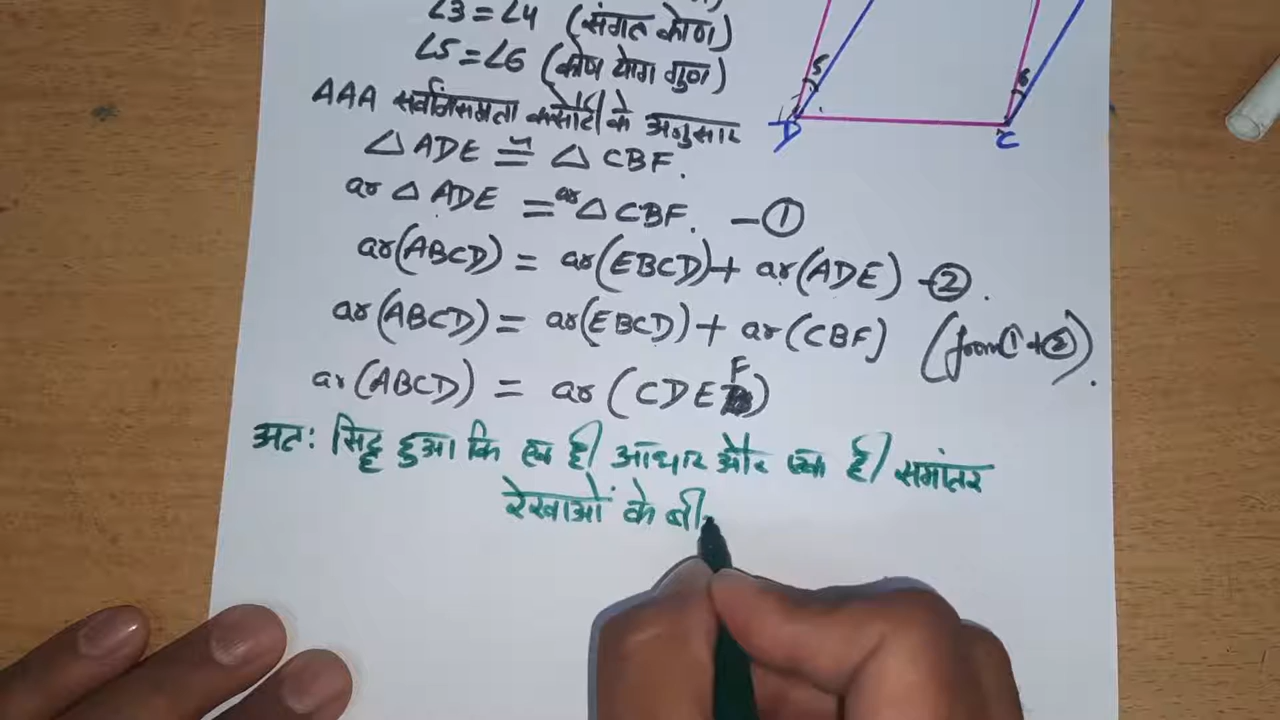 ∠3 = ∠4 (संगत कोण)
∠5 = ∠6 (कोण योग गुण)
5
6
AAA सर्वांगसमता कसौटी के अनुसार
D
C
△ ADE ≅ △ CBF.
ar △ ADE = ar △ CBF. - ①
ar(ABCD) = ar(EBCD) + ar(ADE) - ②.
ar(ABCD) = ar(EBCD) + ar(CBF) (from ① + ②).
ar(ABCD) = ar(CDEF)
अतः सिद्ध हुआ कि एक ही आधार और एक ही समांतर
रेखाओं के बी